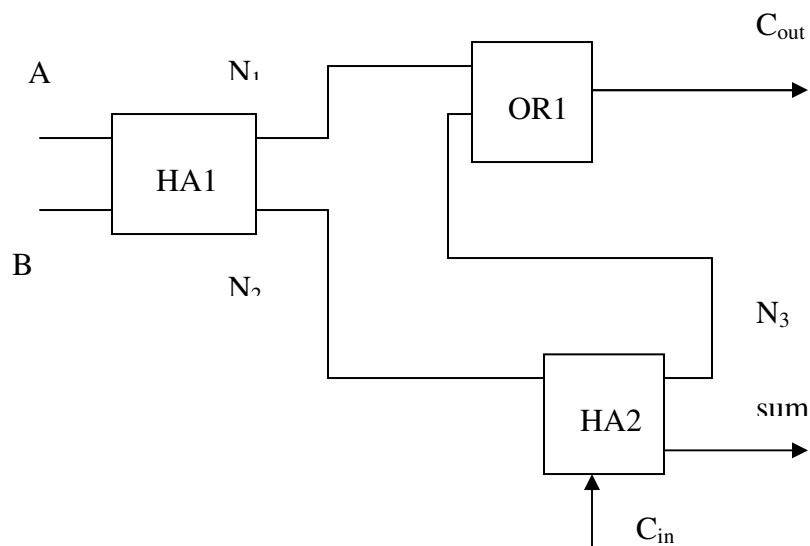 C_out
A
N_1
OR1
HA1
B
N_2
N_3
HA2
sum
C_in